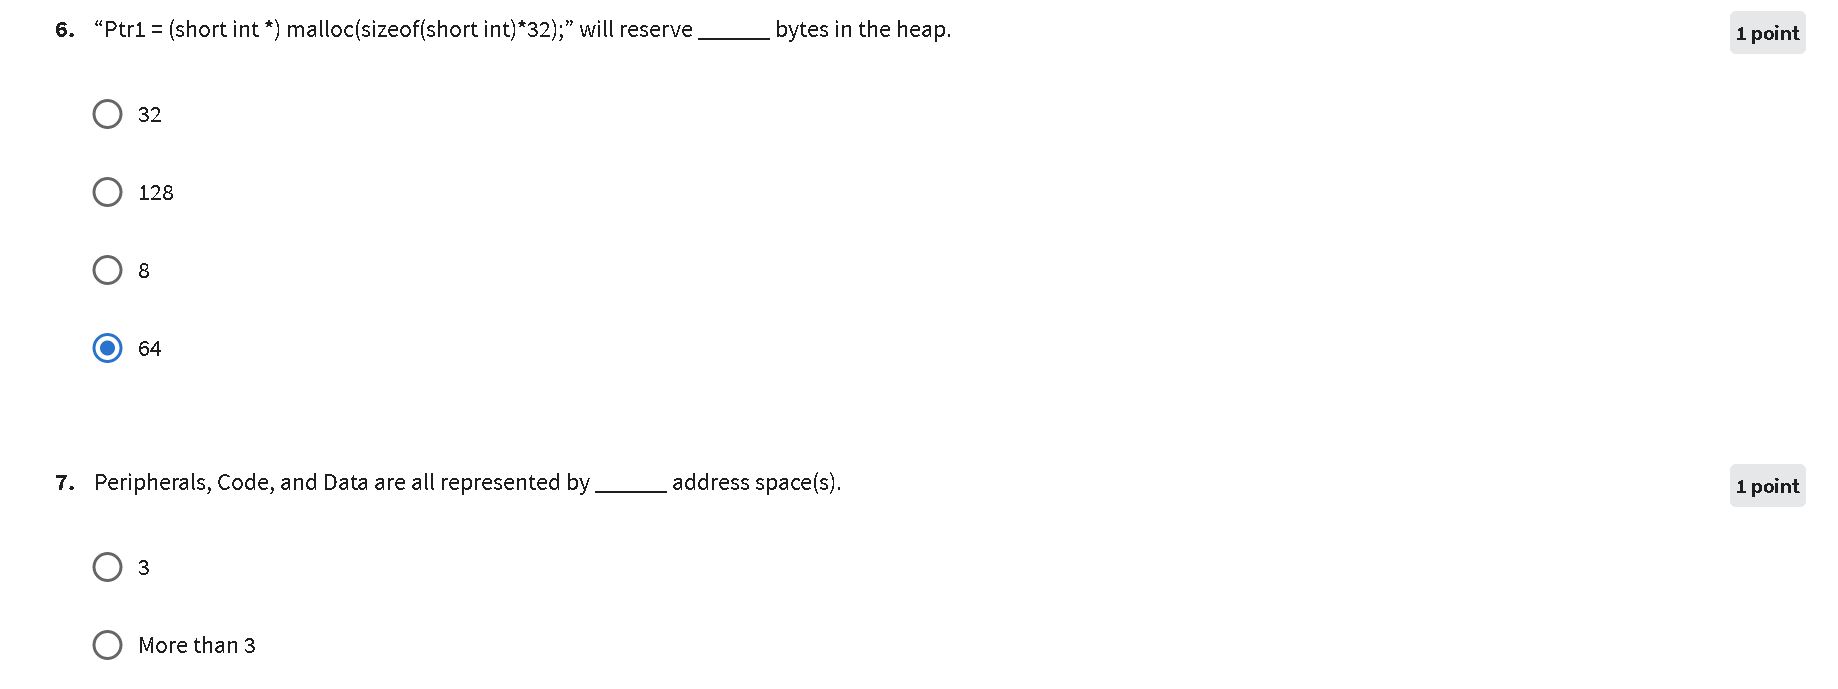 6. “Ptr1 = (short int *) malloc(sizeof(short int)*32);” will reserve ______ bytes in the heap.
1 point
32
128
8
64
7. Peripherals, Code, and Data are all represented by ______ address space(s).
1 point
3
More than 3